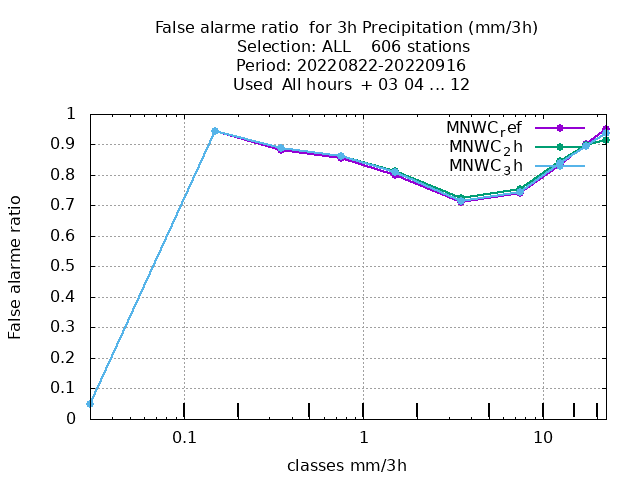 False alarme ratio  for 3h Precipitation (mm/3h)
Selection: ALL    606 stations
Period: 20220822-20220916
Used  All hours  + 03 04 ... 12
MNWC_ref
MNWC_2h
MNWC_3h
1
0.9
0.8
0.7
0.6
0.5
0.4
0.3
0.2
0.1
0
False alarme ratio
0.1 1 10
classes mm/3h